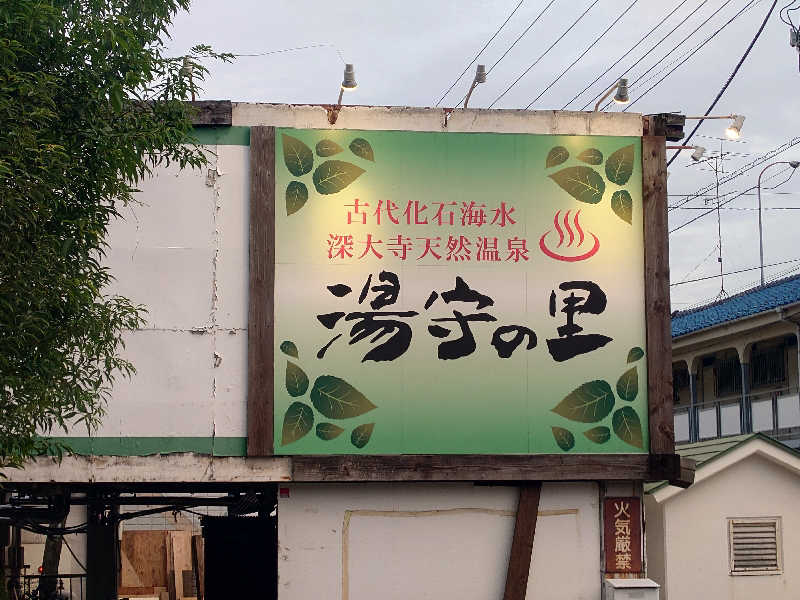 古代化石海水
深大寺天然温泉
湯守の里
火気厳禁